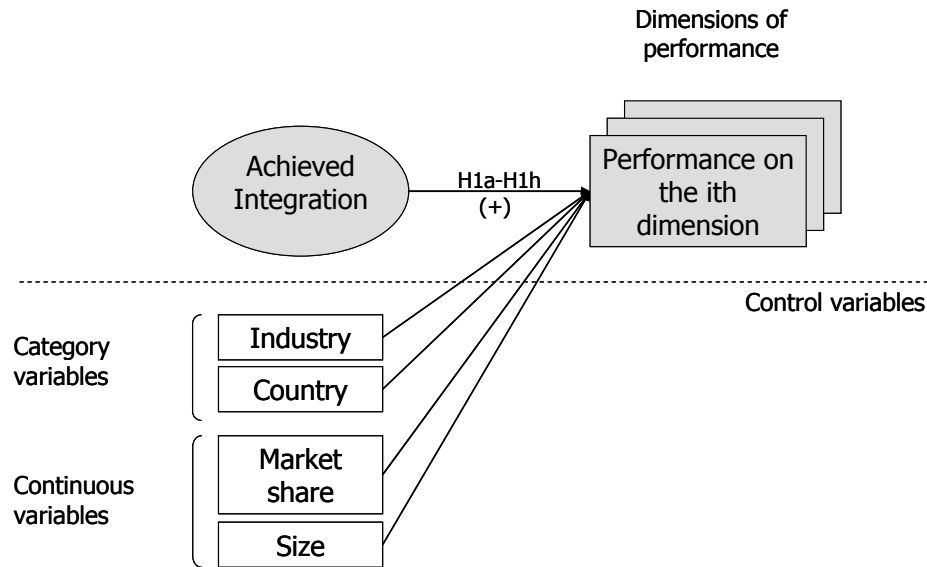 Dimensions of
performance
Achieved
Integration
H1a-H1h
(+)
Performance on
the ith
dimension
Control variables
Category
variables
Industry
Country
Continuous
variables
Market
share
Size